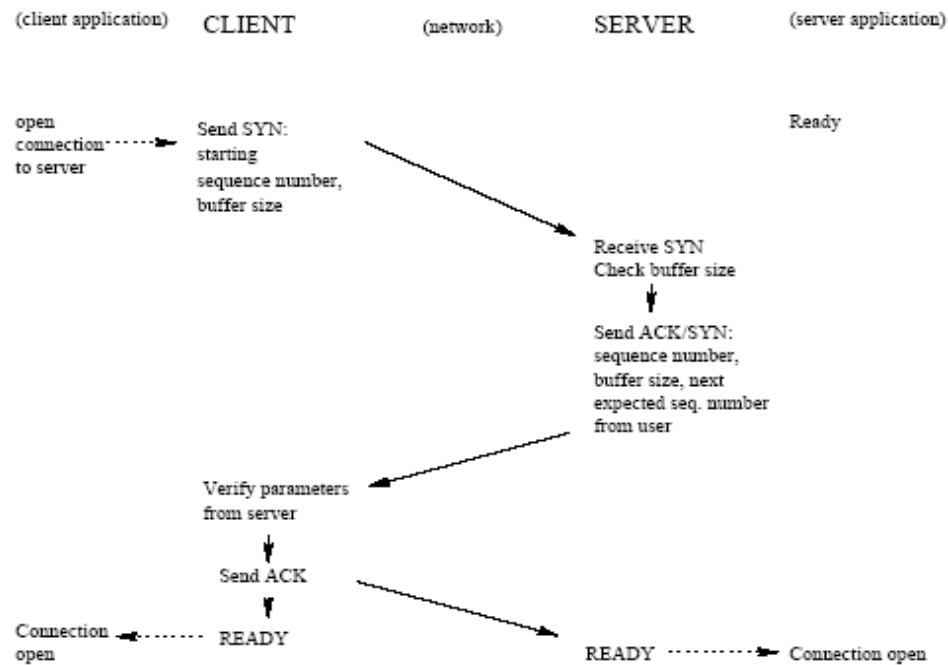 (client application)
CLIENT
(network)
SERVER
(server application)
open
connection
to server
Send SYN:
starting
sequence number,
buffer size
Ready
Receive SYN
Check buffer size
Send ACK/SYN:
sequence number,
buffer size, next
expected seq. number
from user
Verify parameters
from server
Send ACK
READY
Connection
open
READY
Connection open